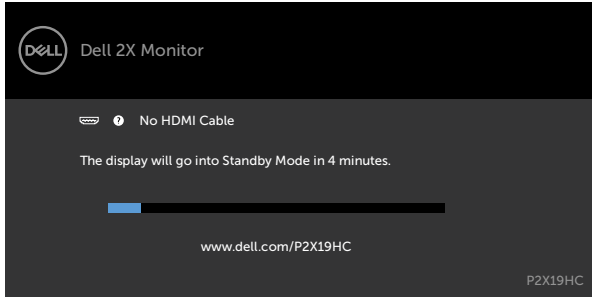 DELL
Dell 2X Monitor
? No HDMI Cable
The display will go into Standby Mode in 4 minutes.
www.dell.com/P2X19HC
P2X19HC